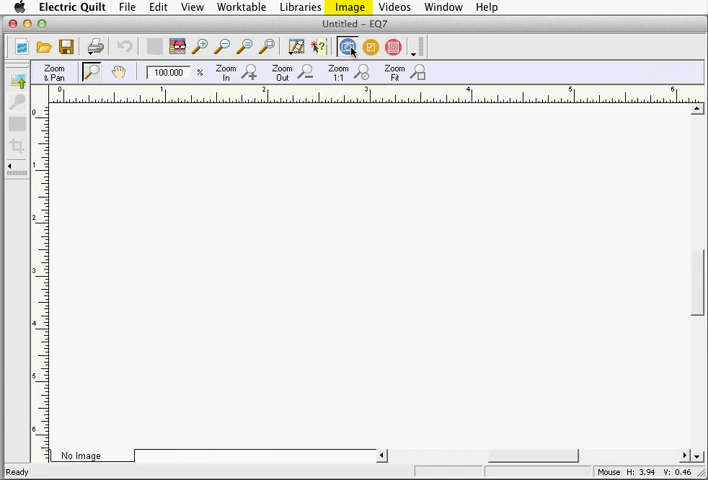 Electric Quilt File Edit View Worktable Libraries Image Videos Window Help
Untitled - EQ7
Zoom & Pan 100.000 % Zoom In Zoom Out Zoom 1:1 Zoom Fit
0 1 2 3 4 5 6
0
1
2
3
4
5
6
No Image
Ready Mouse H: 3.94 V: 0.46